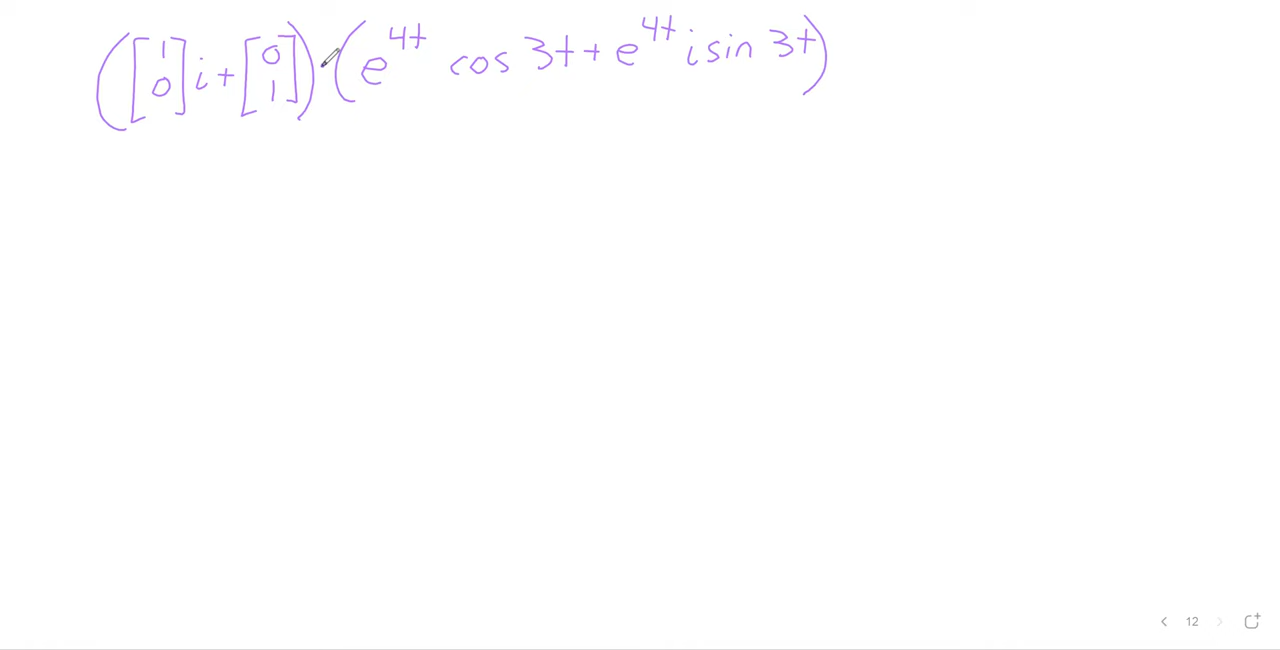 ([1 0] i + [0 1]) · (e^{4t} cos 3t + e^{4t} i sin 3t)
< 12 >